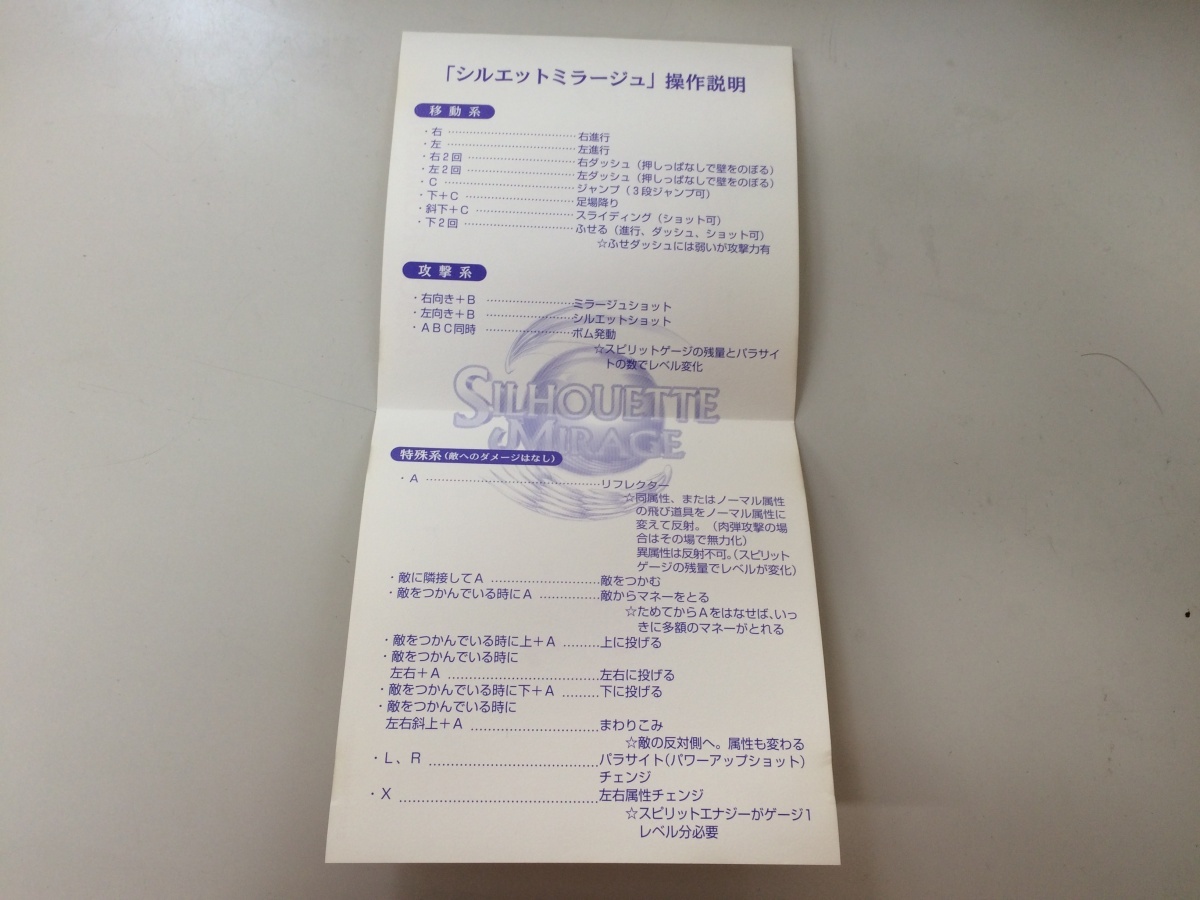 「シルエットミラージュ」操作説明
移動系
・右 …………………………… 右進行
・左 …………………………… 左進行
・右2回 …………………………… 右ダッシュ（押しっぱなしで壁をのぼる）
・左2回 …………………………… 左ダッシュ（押しっぱなしで壁をのぼる）
・C …………………………… ジャンプ（3段ジャンプ可）
・下＋C …………………………… 足場降り
・斜下＋C …………………………… スライディング（ショット可）
・下2回 …………………………… ふせる（進行、ダッシュ、ショット可）
☆ふせダッシュには弱いが攻撃力有
攻撃系
・右向き＋B …………………… ミラージュショット
・左向き＋B …………………… シルエットショット
・ABC同時 …………………… ボム発動
☆スピリットゲージの残量とパラサイ
トの数でレベル変化
SILHOUETTE
MIRAGE
特殊系（敵へのダメージはなし）
・A …………………………… リフレクター
☆同属性、またはノーマル属性
の飛び道具をノーマル属性に
変えて反射。（肉弾攻撃の場
合はその場で無力化）
異属性は反射不可。（スピリット
ゲージの残量でレベルが変化）
・敵に隣接してA …………………… 敵をつかむ
・敵をつかんでいる時にA …………… 敵からマネーをとる
☆ためてからAをはなせば、いっ
きに多額のマネーがとれる
・敵をつかんでいる時に上＋A ……… 上に投げる
・敵をつかんでいる時に
左右＋A …………………………… 左右に投げる
・敵をつかんでいる時に下＋A ……… 下に投げる
・敵をつかんでいる時に
左右斜上＋A …………………………… まわりこみ
☆敵の反対側へ。属性も変わる
・L、R …………………………… パラサイト（パワーアップショット）
チェンジ
・X …………………………… 左右属性チェンジ
☆スピリットエナジーがゲージ1
レベル分必要